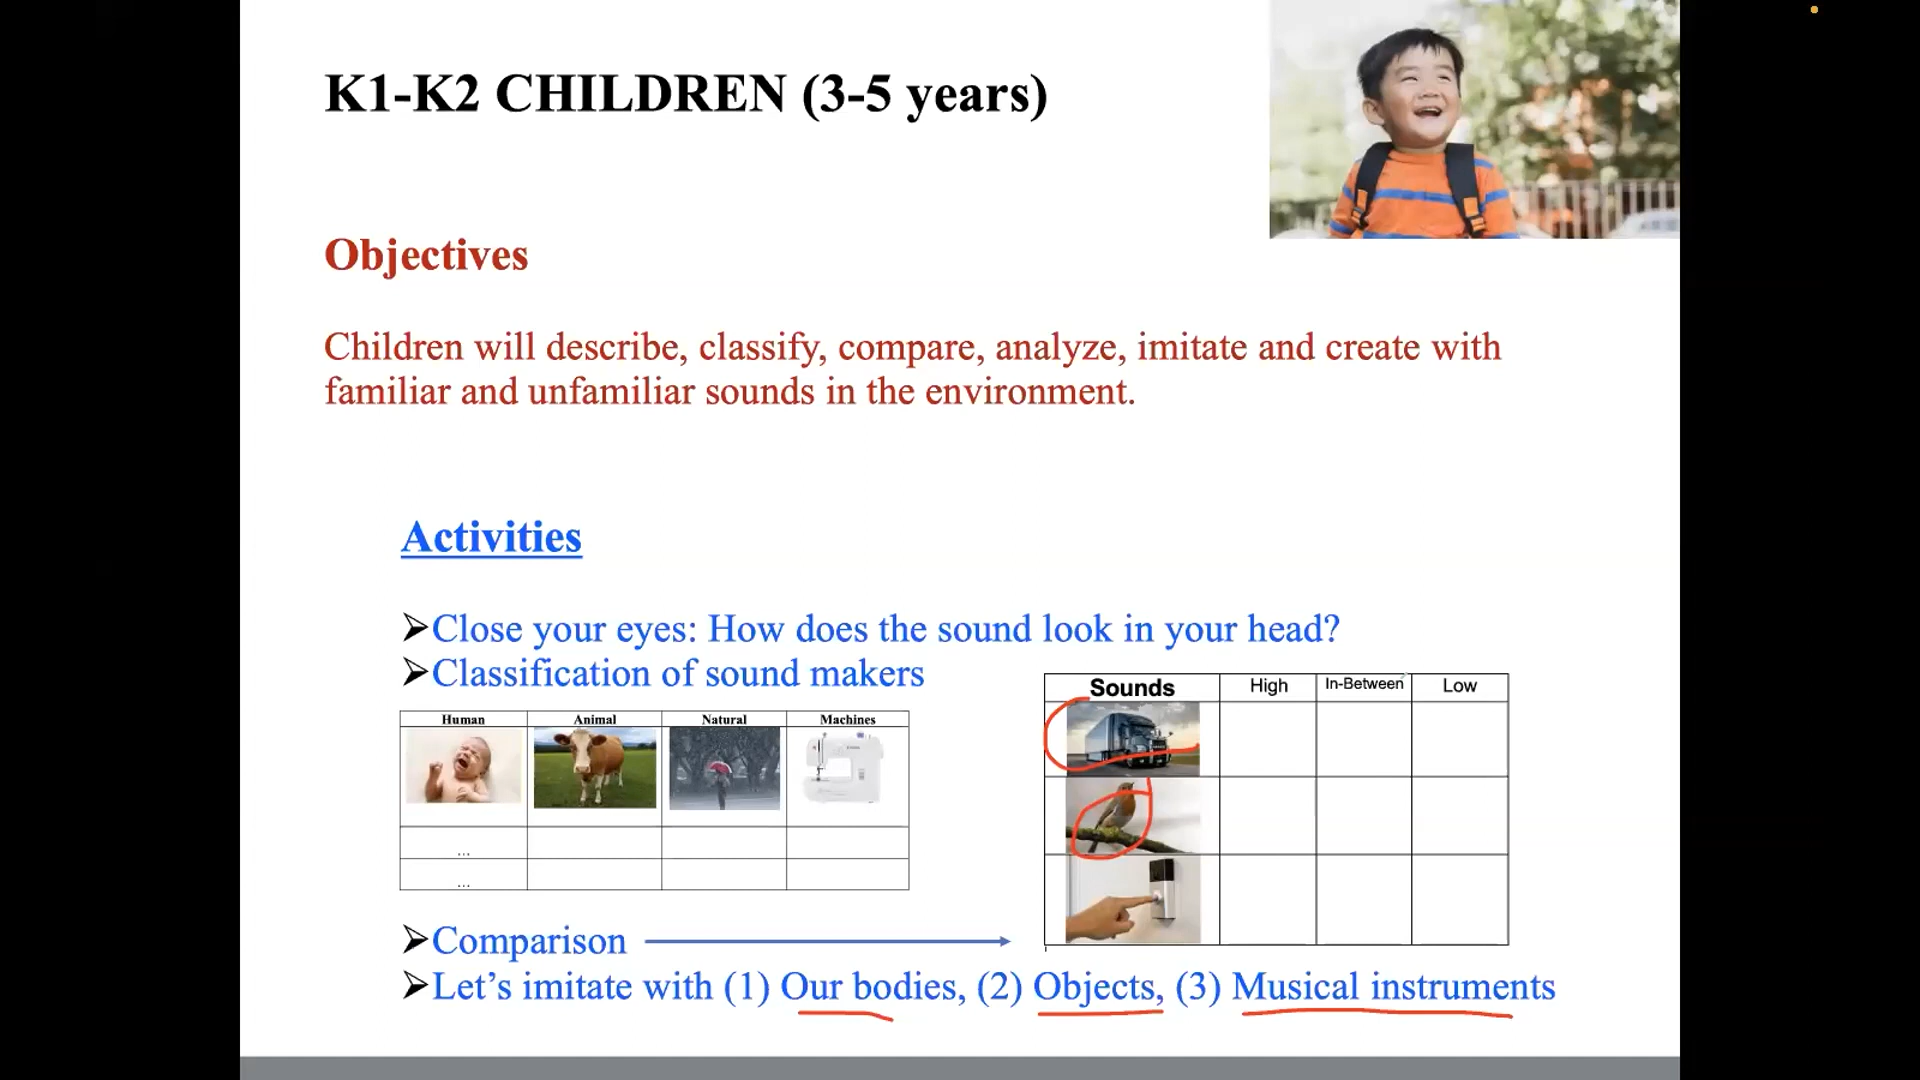 K1-K2 CHILDREN (3-5 years)
Objectives
Children will describe, classify, compare, analyze, imitate and create with
familiar and unfamiliar sounds in the environment.
Activities
➢Close your eyes: How does the sound look in your head?
➢Classification of sound makers
Human Animal Natural Machines
...
...
Sounds High In-Between Low
➢Comparison
➢Let’s imitate with (1) Our bodies, (2) Objects, (3) Musical instruments